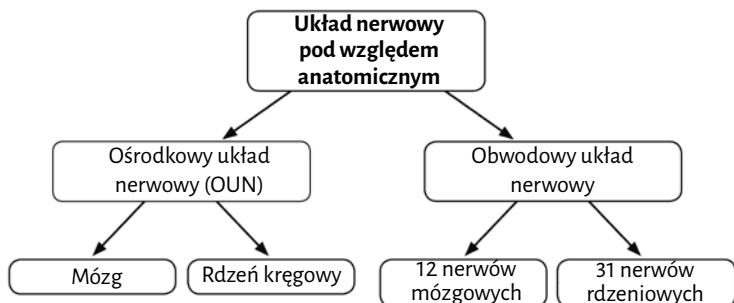 Układ nerwowy
pod względem
anatomicznym
Ośrodkowy układ
nerwowy (OUN)
Obwodowy układ
nerwowy
Mózg
Rdzeń kręgowy
12 nerwów
mózgowych
31 nerwów
rdzeniowych